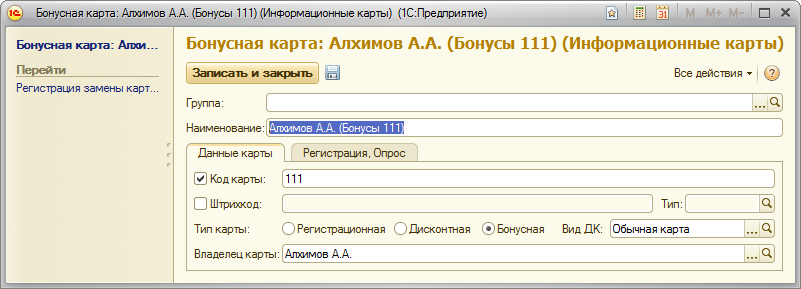 Бонусная карта: Алхимов А.А. (Бонусы 111) (Информационные карты) (1С:Предприятие)
M M+ M-
Бонусная карта: Алхи...
Перейти
Регистрация замены карт...
Бонусная карта: Алхимов А.А. (Бонусы 111) (Информационные карты)
Записать и закрыть Все действия ?
Группа: ...
Наименование: Алхимов А.А. (Бонусы 111)
Данные карты Регистрация, Опрос
Код карты: 111
Штрихкод: Тип:
Тип карты: Регистрационная Дисконтная Бонусная Вид ДК: Обычная карта ...
Владелец карты: Алхимов А.А. ...